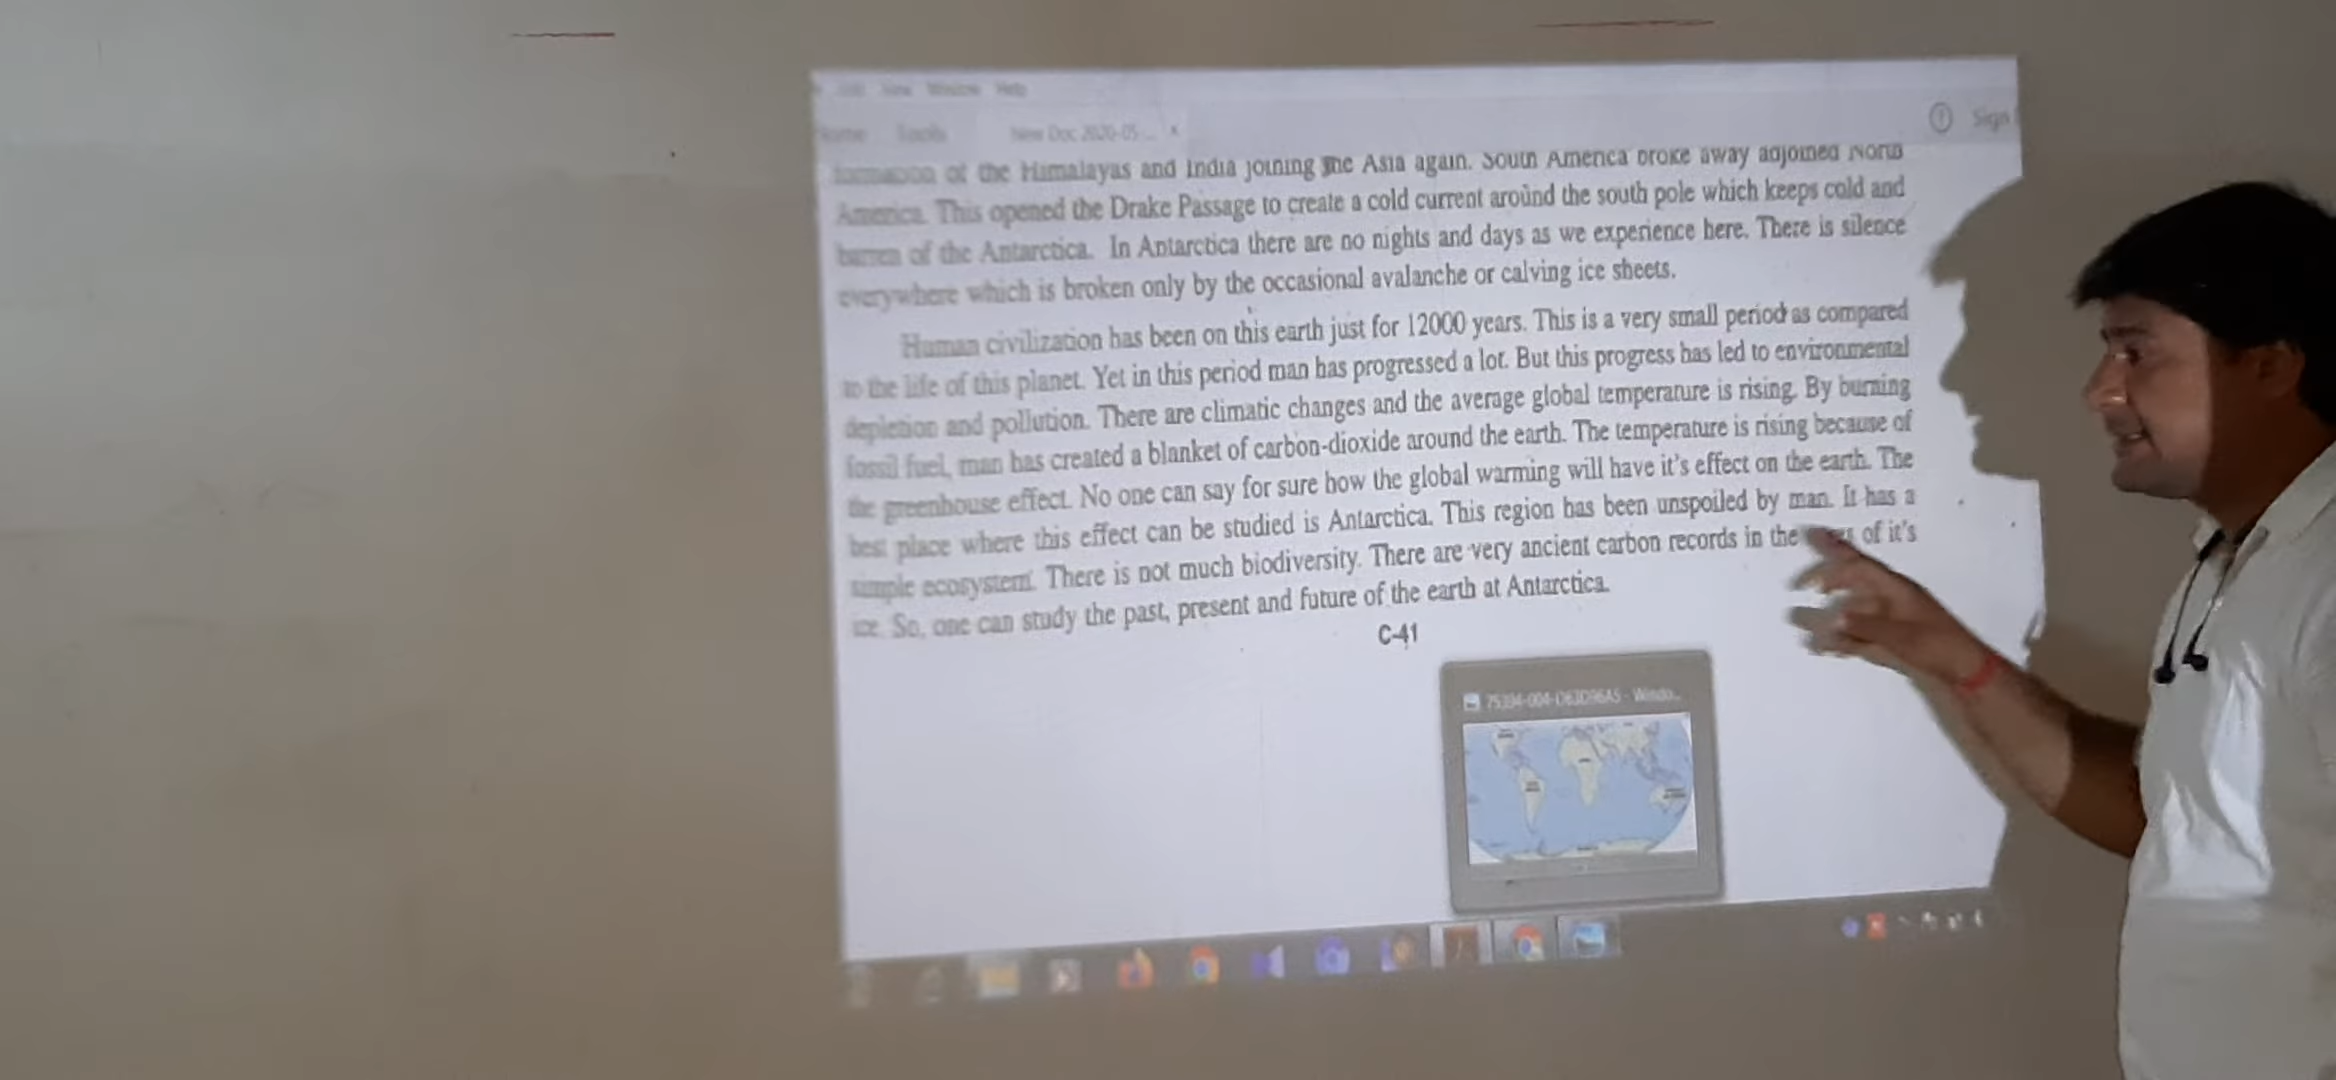 View Window Help
Home Tools New Doc 2020-05-... x Sign
formation of the Himalayas and India joining the Asia again. South America broke away adjoined North
America. This opened the Drake Passage to create a cold current around the south pole which keeps cold and
barren of the Antarctica. In Antarctica there are no nights and days as we experience here. There is silence
everywhere which is broken only by the occasional avalanche or calving ice sheets.
Human civilization has been on this earth just for 12000 years. This is a very small period as compared
to the life of this planet. Yet in this period man has progressed a lot. But this progress has led to environmental
depletion and pollution. There are climatic changes and the average global temperature is rising. By burning
fossil fuel, man has created a blanket of carbon-dioxide around the earth. The temperature is rising because of
the greenhouse effect. No one can say for sure how the global warming will have it's effect on the earth. The
best place where this effect can be studied is Antarctica. This region has been unspoiled by man. It has a
simple ecosystem. There is not much biodiversity. There are very ancient carbon records in the of it's
ice. So, one can study the past, present and future of the earth at Antarctica.
C-41